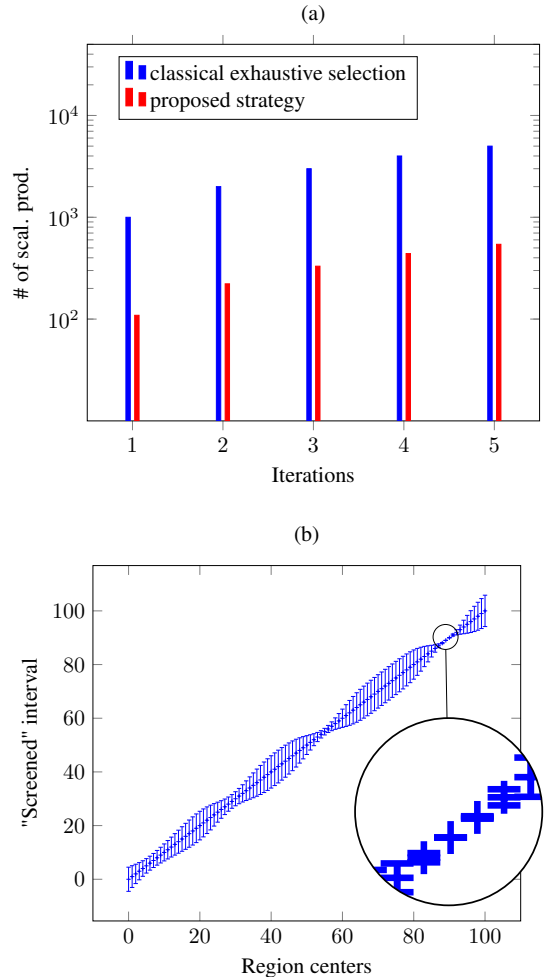 (a)
classical exhaustive selection
proposed strategy
10^4
10^3
10^2
# of scal. prod.
1 2 3 4 5
Iterations
(b)
100
80
60
40
20
0
"Screened" interval
0 20 40 60 80 100
Region centers